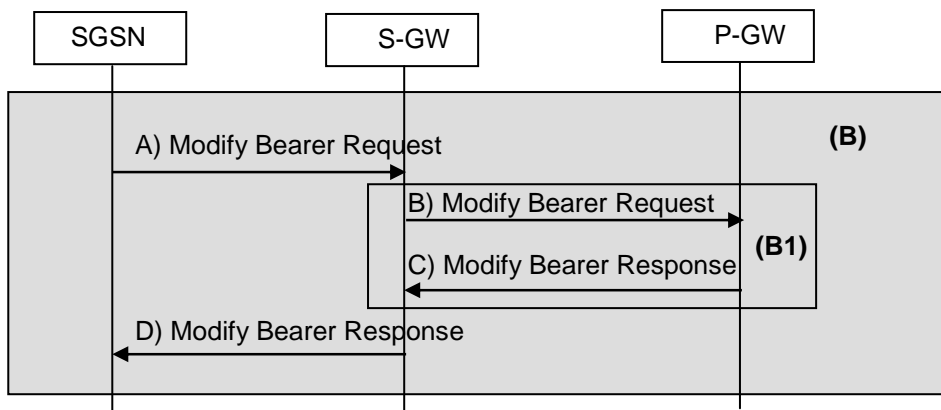 SGSN
S-GW
P-GW
(B)
A) Modify Bearer Request
B) Modify Bearer Request
(B1)
C) Modify Bearer Response
D) Modify Bearer Response